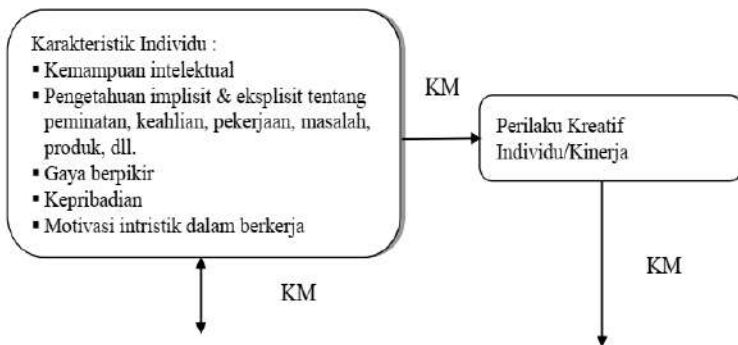 Karakteristik Individu :
▪ Kemampuan intelektual
▪ Pengetahuan implisit & eksplisit tentang
peminatan, keahlian, pekerjaan, masalah,
produk, dll.
▪ Gaya berpikir
▪ Kepribadian
▪ Motivasi intristik dalam berkerja
KM
Perilaku Kreatif
Individu/Kinerja
KM
KM